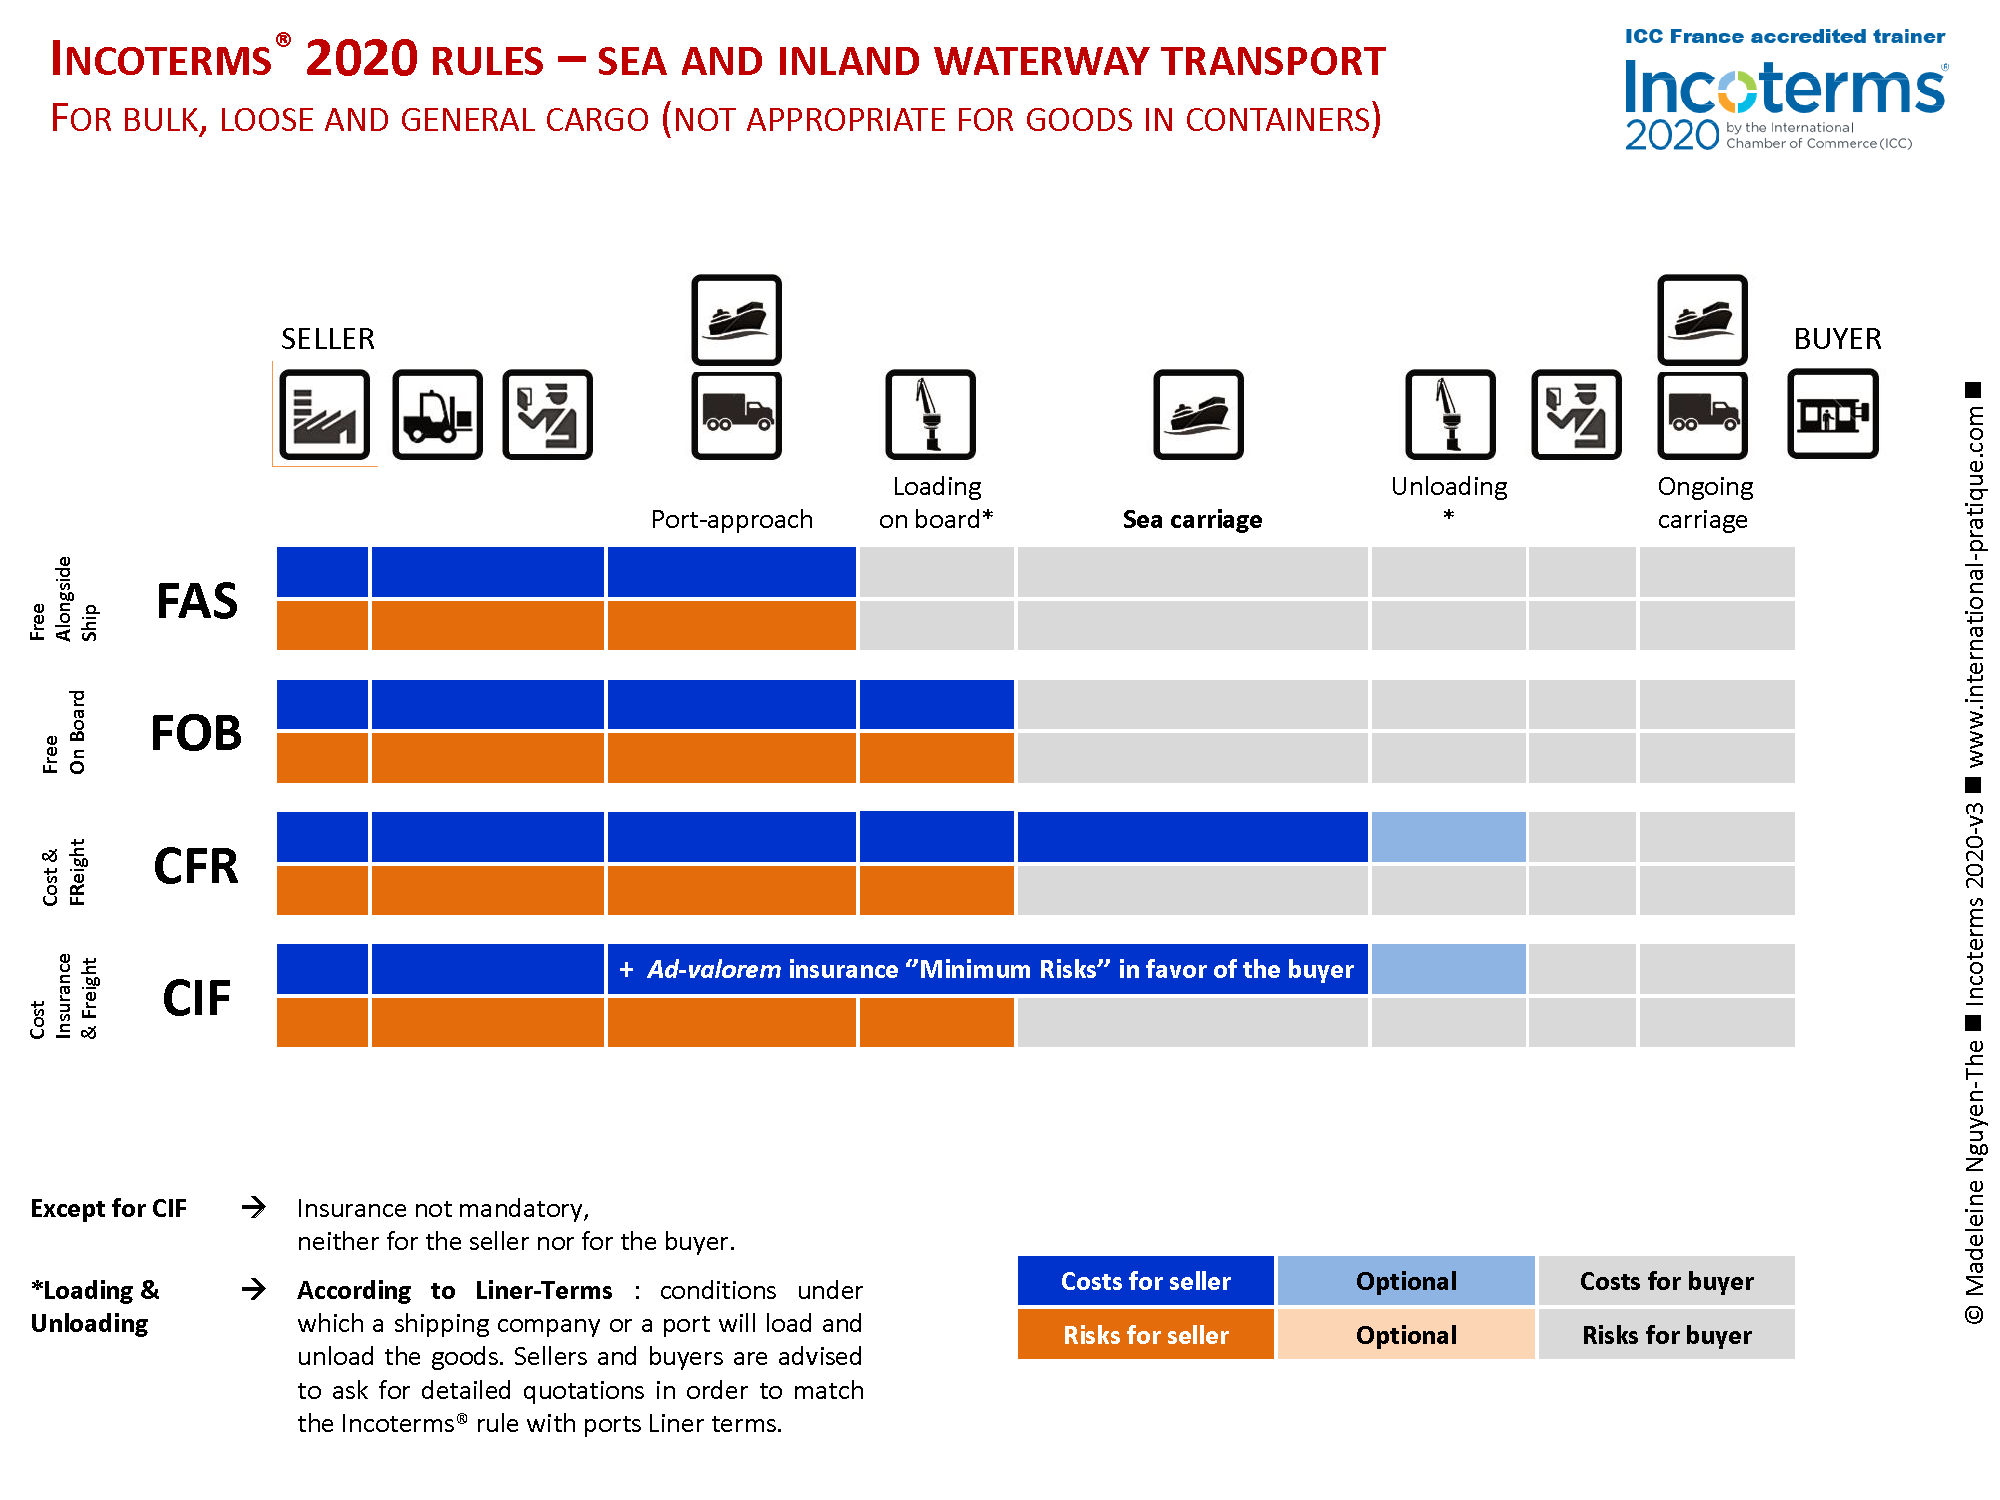 INCOTERMS® 2020 RULES – SEA AND INLAND WATERWAY TRANSPORT
FOR BULK, LOOSE AND GENERAL CARGO (NOT APPROPRIATE FOR GOODS IN CONTAINERS)
ICC France accredited trainer
Incoterms®
2020 by the International
Chamber of Commerce (ICC)
SELLER
BUYER
Port-approach
Loading
on board*
Sea carriage
Unloading
*
Ongoing
carriage
Free
Alongside
Ship
FAS
Free
On Board
FOB
Cost &
FReight
CFR
Cost
Insurance
& Freight
CIF
+ Ad-valorem insurance ‘’Minimum Risks’’ in favor of the buyer
Except for CIF → Insurance not mandatory,
neither for the seller nor for the buyer.
*Loading &
Unloading
→ According to Liner-Terms : conditions under
which a shipping company or a port will load and
unload the goods. Sellers and buyers are advised
to ask for detailed quotations in order to match
the Incoterms® rule with ports Liner terms.
Costs for seller
Optional
Costs for buyer
Risks for seller
Optional
Risks for buyer
© Madeleine Nguyen-The ■ Incoterms 2020-v3 ■ www.international-pratique.com ■